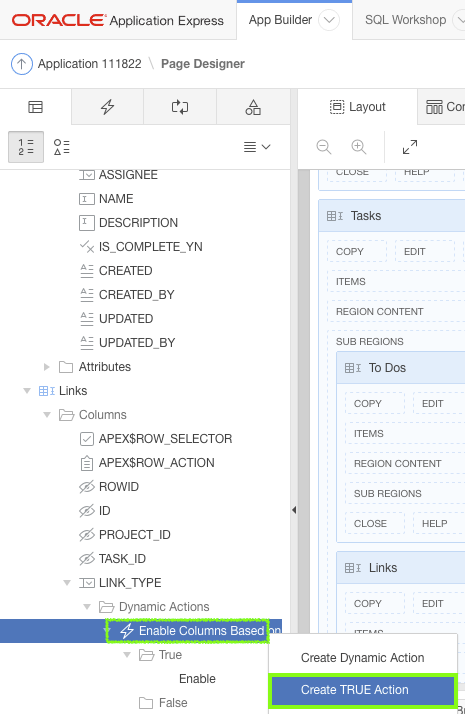 ORACLE Application Express
App Builder
SQL Workshop
Application 111822 \ Page Designer
Layout
ASSIGNEE
NAME
DESCRIPTION
IS_COMPLETE_YN
CREATED
CREATED_BY
UPDATED
UPDATED_BY
Attributes
Links
Columns
APEX$ROW_SELECTOR
APEX$ROW_ACTION
ROWID
ID
PROJECT_ID
TASK_ID
LINK_TYPE
Dynamic Actions
Enable Columns Based on
True
Enable
False
CLOSE HELP
Tasks
COPY EDIT
ITEMS
REGION CONTENT
SUB REGIONS
To Dos
COPY EDIT
ITEMS
REGION CONTENT
SUB REGIONS
CLOSE HELP
Links
COPY EDIT
ITEMS
Create Dynamic Action
Create TRUE Action